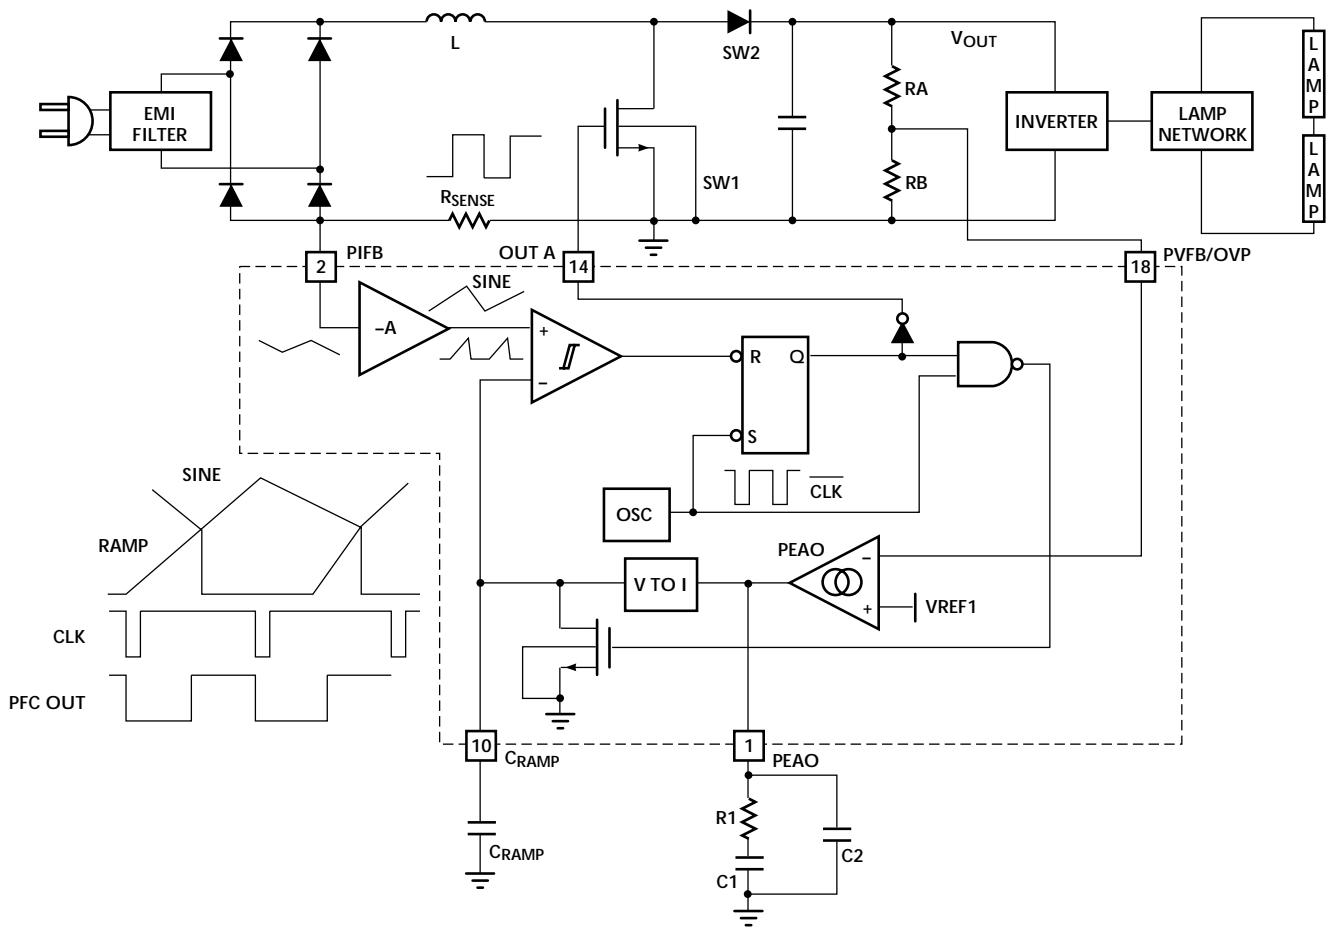 L
SW2
VOUT
LAMP
EMI
FILTER
RA
INVERTER
LAMP
NETWORK
LAMP
SW1
RB
RSENSE
PIFB
OUT A
PVFB/OVP
2
14
18
SINE
–A
+
–
R
Q
S
CLK
OSC
SINE
RAMP
PEAO
–
V TO I
+
VREF1
CLK
PFC OUT
10
CRAMP
1
PEAO
R1
CRAMP
C2
C1